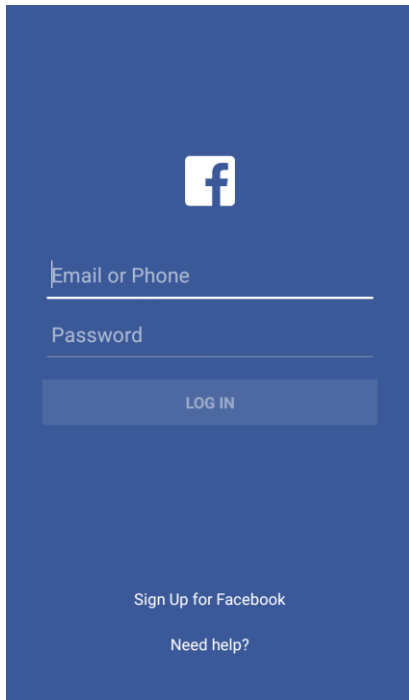 Email or Phone
Password
LOG IN
Sign Up for Facebook
Need help?